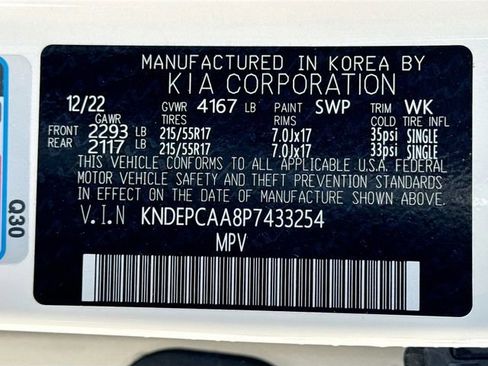 MANUFACTURED IN KOREA BY
KIA CORPORATION
12/22 GVWR 4167 LB PAINT SWP TRIM WK
GAWR TIRES RIMS COLD TIRE INFL
FRONT 2293 LB 215/55R17 7.0Jx17 35psi SINGLE
REAR 2117 LB 215/55R17 7.0Jx17 33psi SINGLE
THIS VEHICLE CONFORMS TO ALL APPLICABLE U.S.A. FEDERAL
MOTOR VEHICLE SAFETY AND THEFT PREVENTION STANDARDS
IN EFFECT ON THE DATE OF MANUFACTURE SHOWN ABOVE.
V.I.N KNDEPCAA8P7433254
MPV
Q30